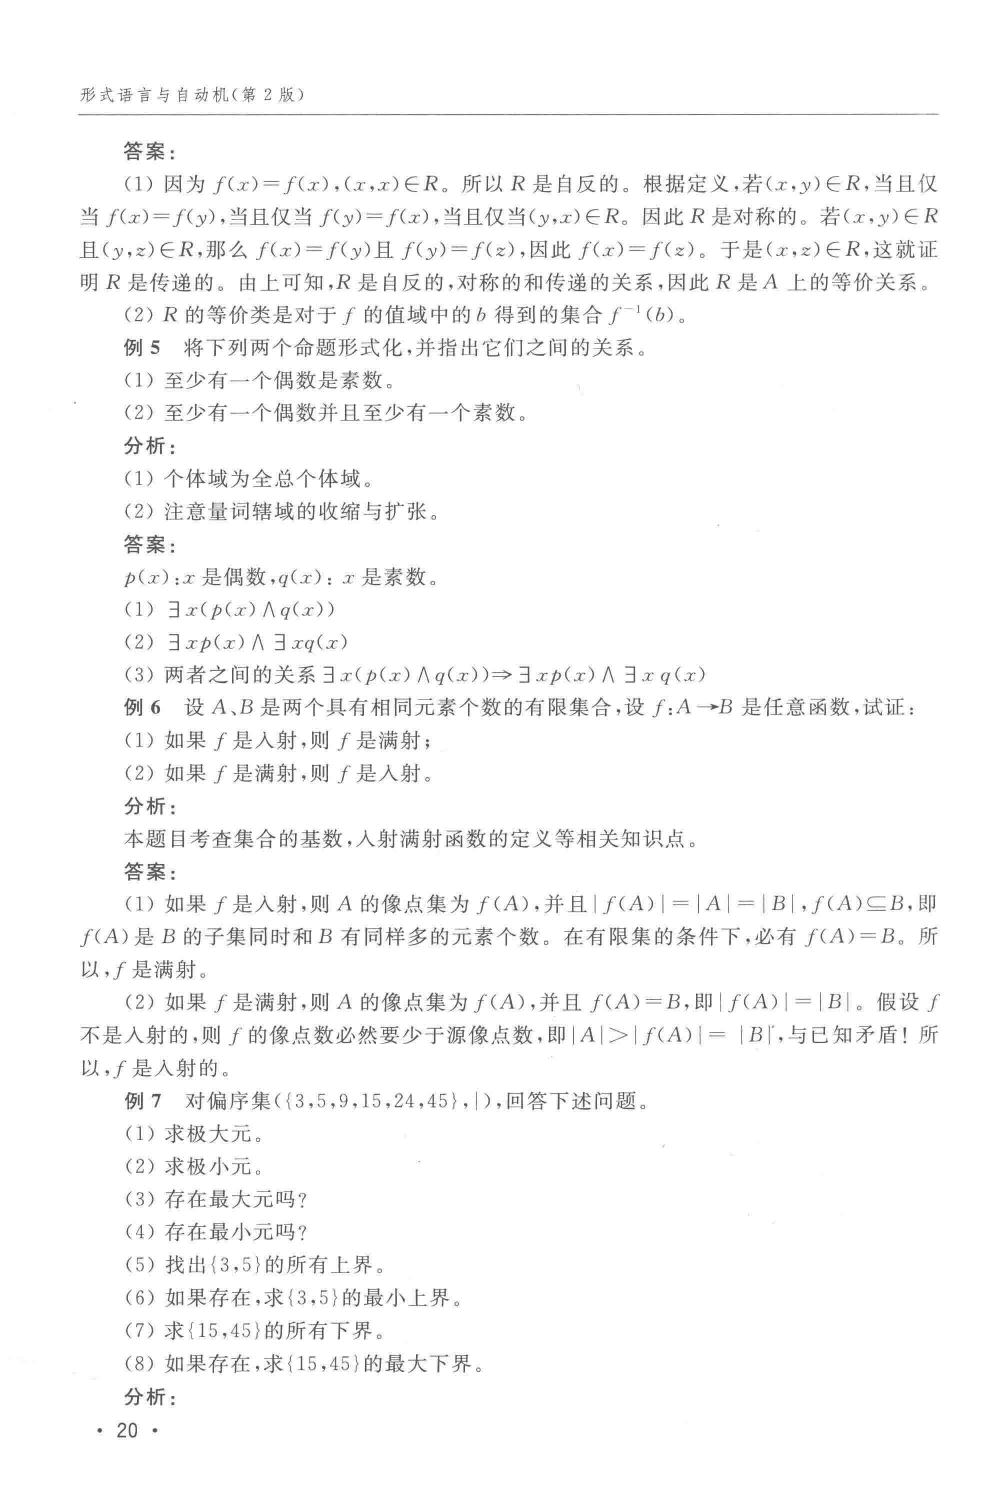 形式语言与自动机(第2版)
答案：
(1) 因为 f(x)=f(x),(x,x)∈R。所以 R 是自反的。根据定义,若(x,y)∈R,当且仅
当 f(x)=f(y),当且仅当 f(y)=f(x),当且仅当(y,x)∈R。因此 R 是对称的。若(x,y)∈R
且(y,z)∈R,那么 f(x)=f(y)且 f(y)=f(z),因此 f(x)=f(z)。于是(x,z)∈R,这就证
明 R 是传递的。由上可知,R 是自反的,对称的和传递的关系,因此 R 是 A 上的等价关系。
(2) R 的等价类是对于 f 的值域中的 b 得到的集合 f⁻¹(b)。
例 5 将下列两个命题形式化,并指出它们之间的关系。
(1) 至少有一个偶数是素数。
(2) 至少有一个偶数并且至少有一个素数。
分析：
(1) 个体域为全总个体域。
(2) 注意量词辖域的收缩与扩张。
答案：
p(x):x 是偶数,q(x): x 是素数。
(1) ∃x(p(x)∧q(x))
(2) ∃xp(x)∧∃xq(x)
(3) 两者之间的关系∃x(p(x)∧q(x))⇒∃xp(x)∧∃x q(x)
例 6 设 A、B 是两个具有相同元素个数的有限集合,设 f:A→B 是任意函数,试证：
(1) 如果 f 是入射,则 f 是满射;
(2) 如果 f 是满射,则 f 是入射。
分析：
本题目考查集合的基数,入射满射函数的定义等相关知识点。
答案：
(1) 如果 f 是入射,则 A 的像点集为 f(A),并且|f(A)|=|A|=|B|,f(A)⊆B,即
f(A)是 B 的子集同时和 B 有同样多的元素个数。在有限集的条件下,必有 f(A)=B。所
以,f 是满射。
(2) 如果 f 是满射,则 A 的像点集为 f(A),并且 f(A)=B,即|f(A)|=|B|。假设 f
不是入射的,则 f 的像点数必然要少于源像点数,即|A|>|f(A)|=|B|,与已知矛盾! 所
以,f 是入射的。
例 7 对偏序集({3,5,9,15,24,45},|),回答下述问题。
(1) 求极大元。
(2) 求极小元。
(3) 存在最大元吗?
(4) 存在最小元吗?
(5) 找出{3,5}的所有上界。
(6) 如果存在,求{3,5}的最小上界。
(7) 求{15,45}的所有下界。
(8) 如果存在,求{15,45}的最大下界。
分析：
· 20 ·